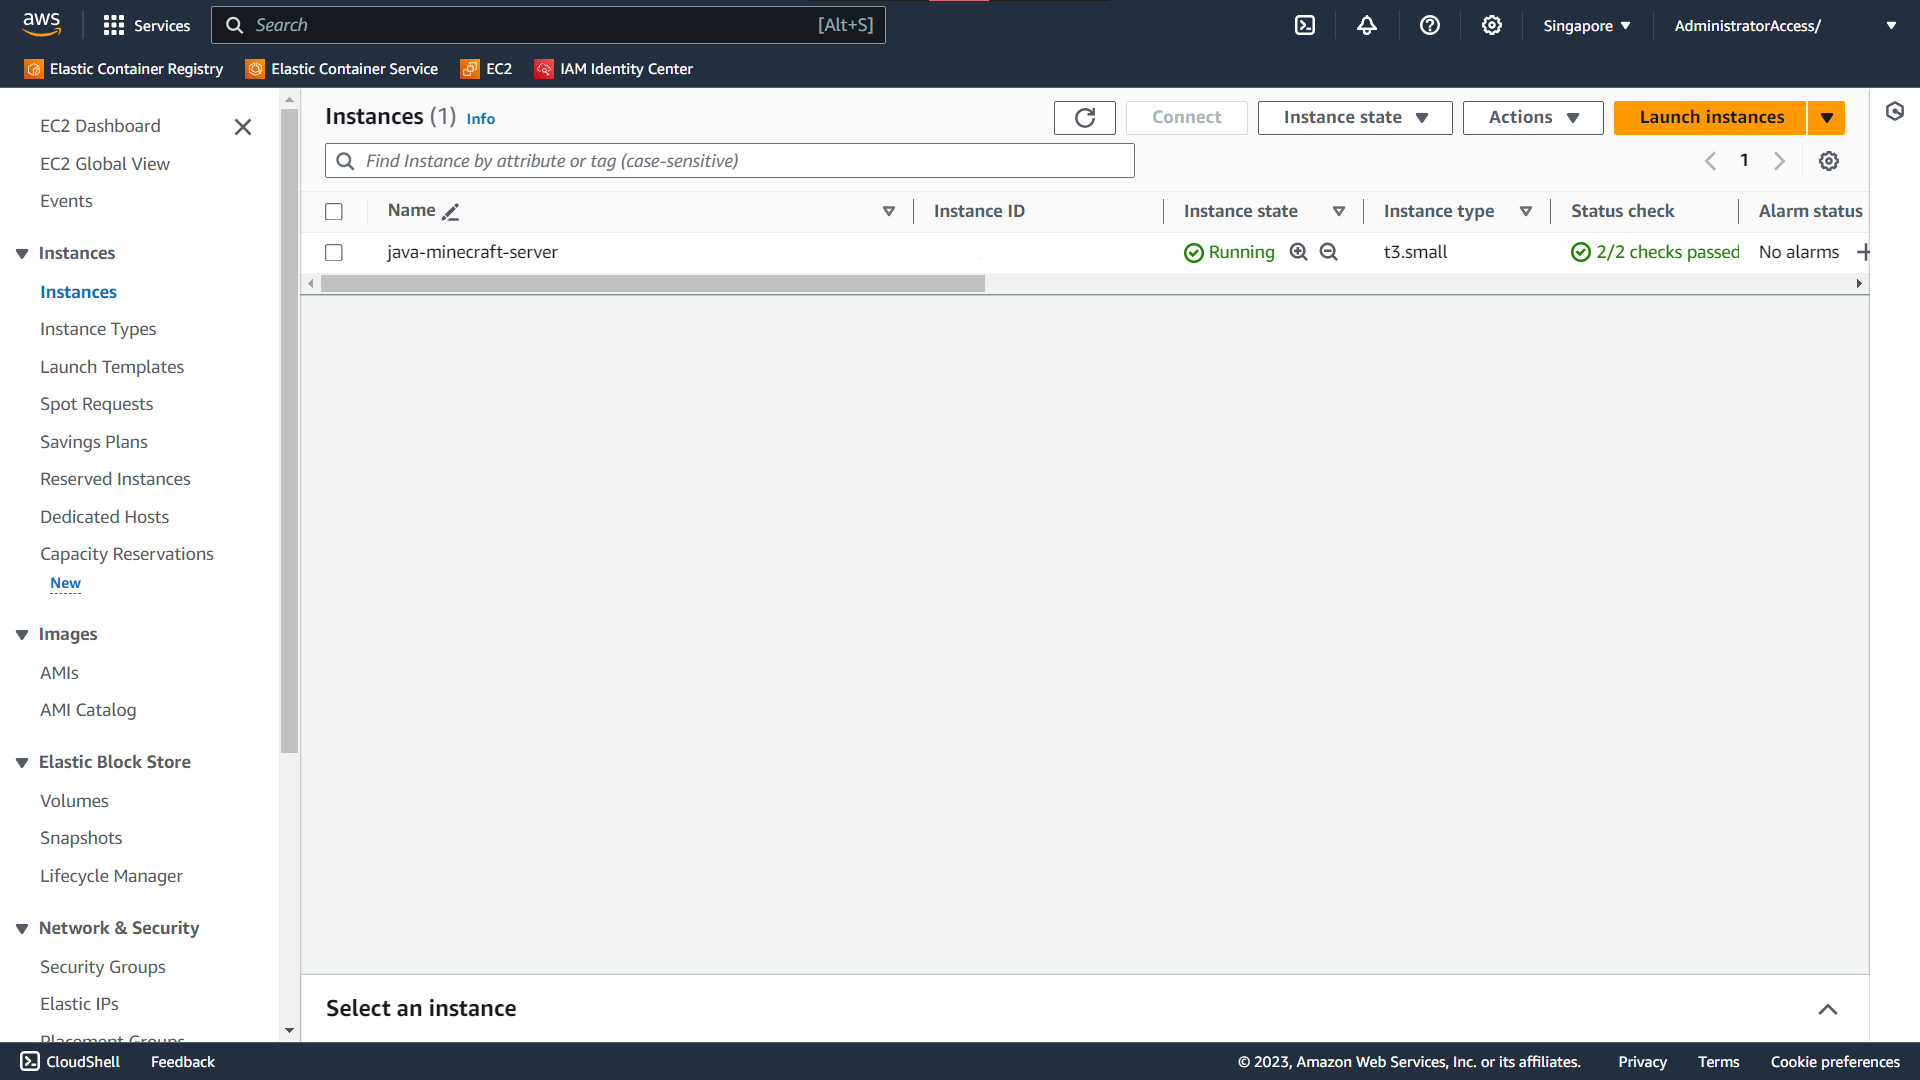 aws
Services
Search
[Alt+S]
Singapore
AdministratorAccess/
Elastic Container Registry
Elastic Container Service
EC2
IAM Identity Center
EC2 Dashboard
EC2 Global View
Events
Instances
Instances
Instance Types
Launch Templates
Spot Requests
Savings Plans
Reserved Instances
Dedicated Hosts
Capacity Reservations
New
Images
AMIs
AMI Catalog
Elastic Block Store
Volumes
Snapshots
Lifecycle Manager
Network & Security
Security Groups
Elastic IPs
Placement Groups
Instances (1) Info
Connect
Instance state
Actions
Launch instances
Find Instance by attribute or tag (case-sensitive)
1
Name
Instance ID
Instance state
Instance type
Status check
Alarm status
java-minecraft-server
Running
t3.small
2/2 checks passed
No alarms
Select an instance
CloudShell
Feedback
© 2023, Amazon Web Services, Inc. or its affiliates.
Privacy
Terms
Cookie preferences